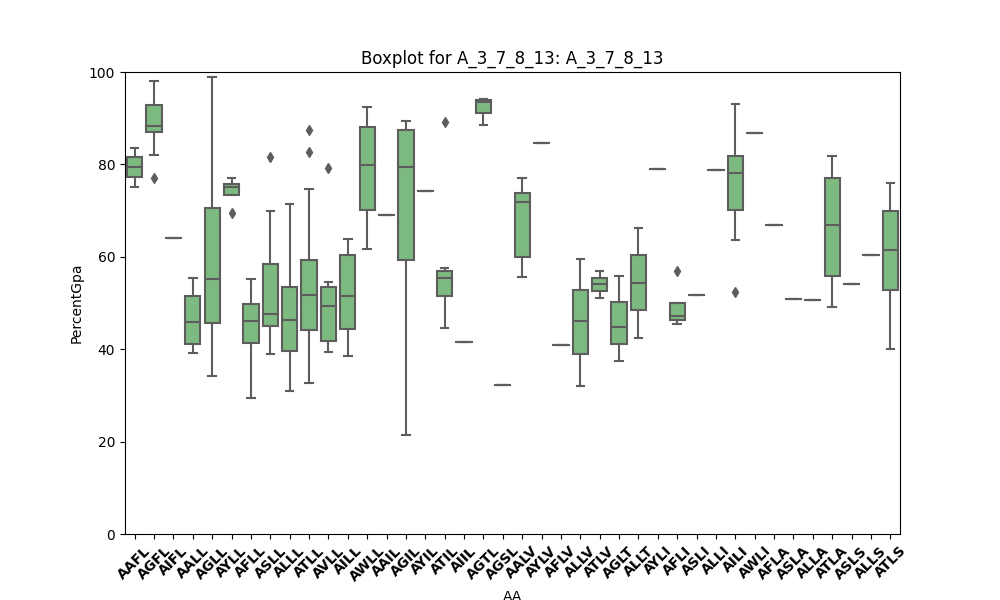 Boxplot for A_3_7_8_13: A_3_7_8_13
100
80
60
40
20
0
PercentGpa
AAFL AGFL AIFL AALL AGLL AYLL AFLL ASLL ALLL ATLL AVLL AILL AWLL AAIL AGIL AYIL ATIL AIIL AGTL AGSL AALV AYLV AFLV ALLV ATLV AGLT ALLT AYLI AFLI ASLI ALLI AILI AWLI AFLA ASLA ALLA ATLA ASLS ALLS ATLS
AA